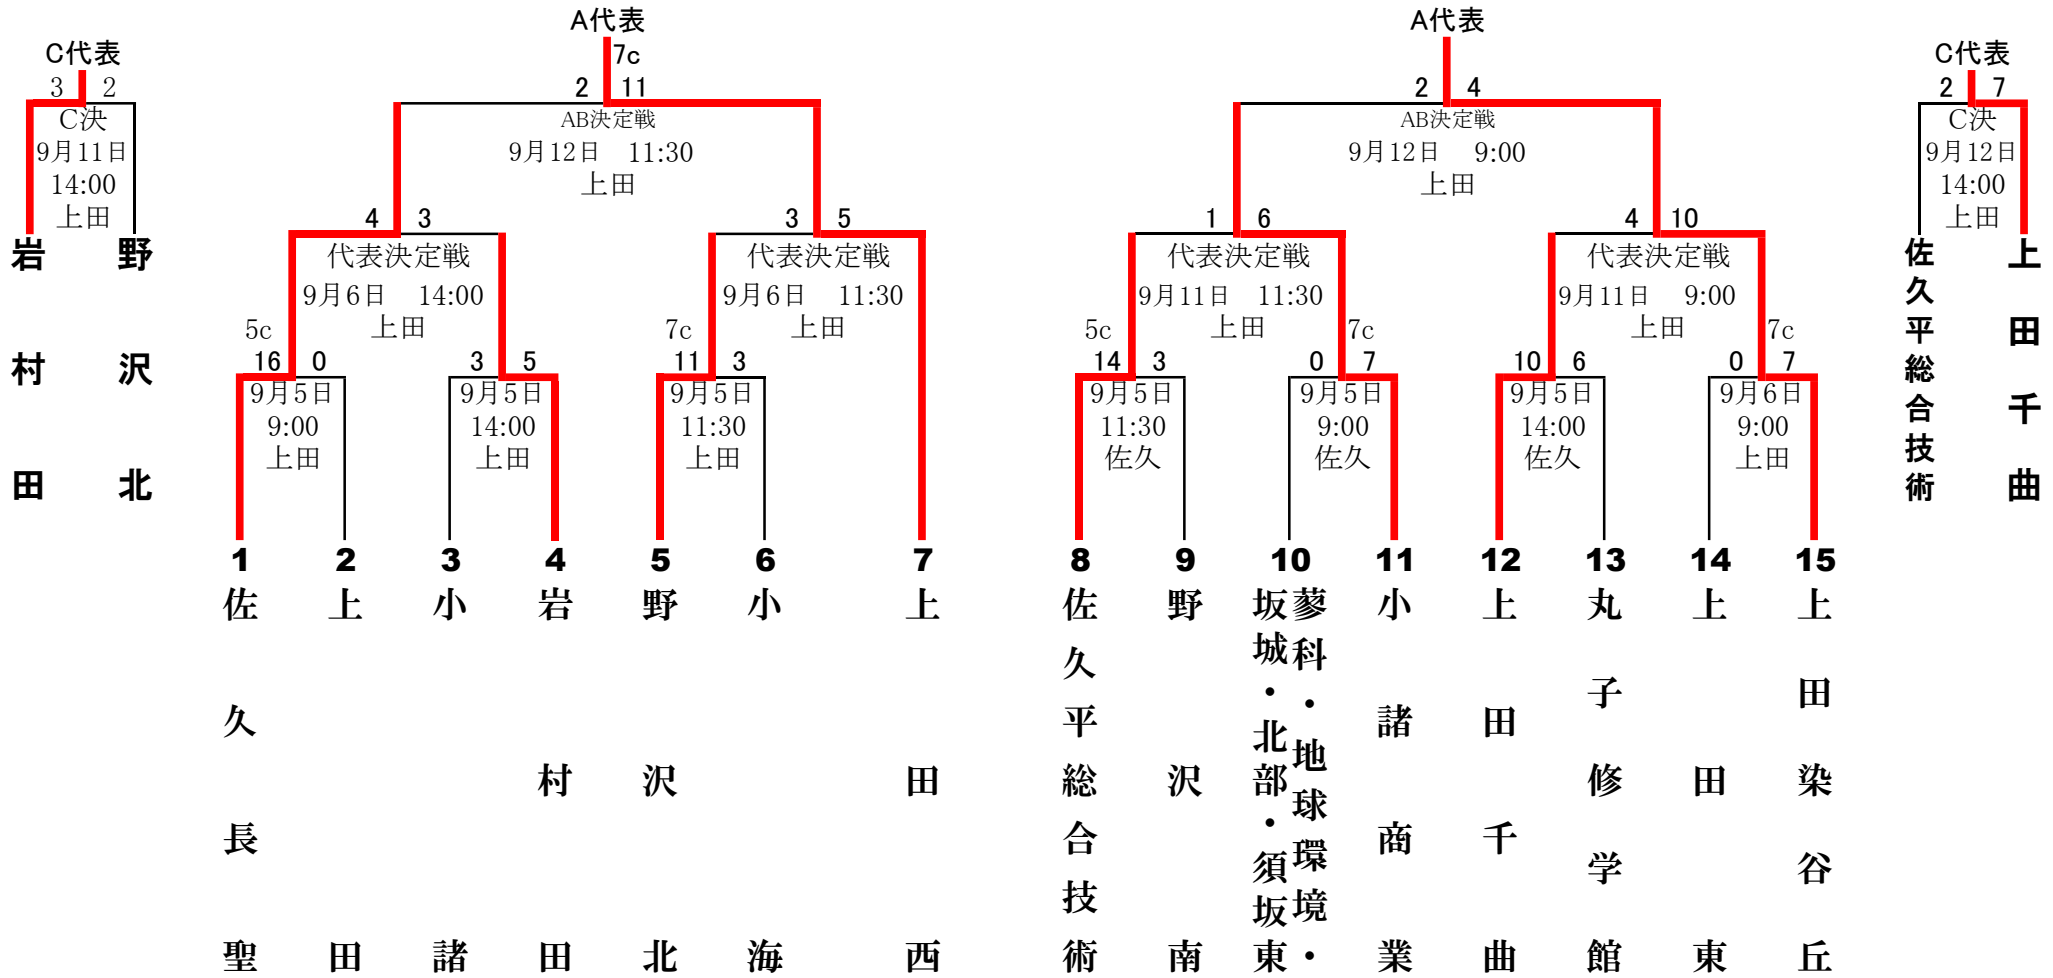 C代表
3 2
C決
9月11日
14:00
上田
岩村田
野沢北
A代表
7c
2 11
AB決定戦
9月12日 11:30
上田
4 3
代表決定戦
9月6日 14:00
上田
3 5
代表決定戦
9月6日 11:30
上田
5c
16 0
9月5日
9:00
上田
3 5
9月5日
14:00
上田
7c
11 3
9月5日
11:30
上田
1
佐久長聖
2
上田
3
小諸
4
岩村田
5
野沢北
6
小海
7
上田西
A代表
2 4
AB決定戦
9月12日 9:00
上田
1 6
代表決定戦
9月11日 11:30
上田
4 10
代表決定戦
9月11日 9:00
上田
5c
14 3
9月5日
11:30
佐久
7c
0 7
9月5日
9:00
佐久
10 6
9月5日
14:00
佐久
7c
0 7
9月6日
9:00
上田
8
佐久平総合技術
9
野沢南
10
蓼科・地球環境・
坂城・北部・須坂東
11
小諸商業
12
上田千曲
13
丸子修学館
14
上田東
15
上田染谷丘
C代表
2 7
C決
9月12日
14:00
上田
佐久平総合技術
上田千曲